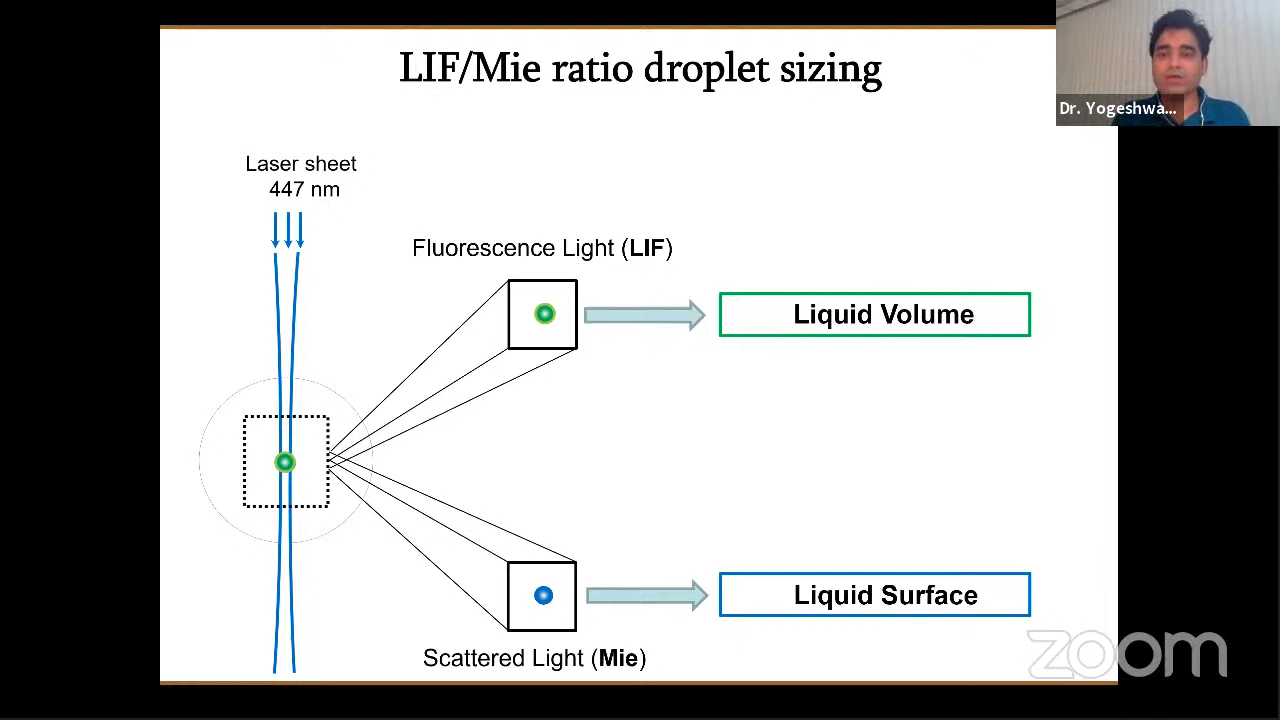 LIF/Mie ratio droplet sizing
Dr. Yogeshwa...
Laser sheet
447 nm
Fluorescence Light (LIF)
Liquid Volume
Liquid Surface
Scattered Light (Mie)
zoom